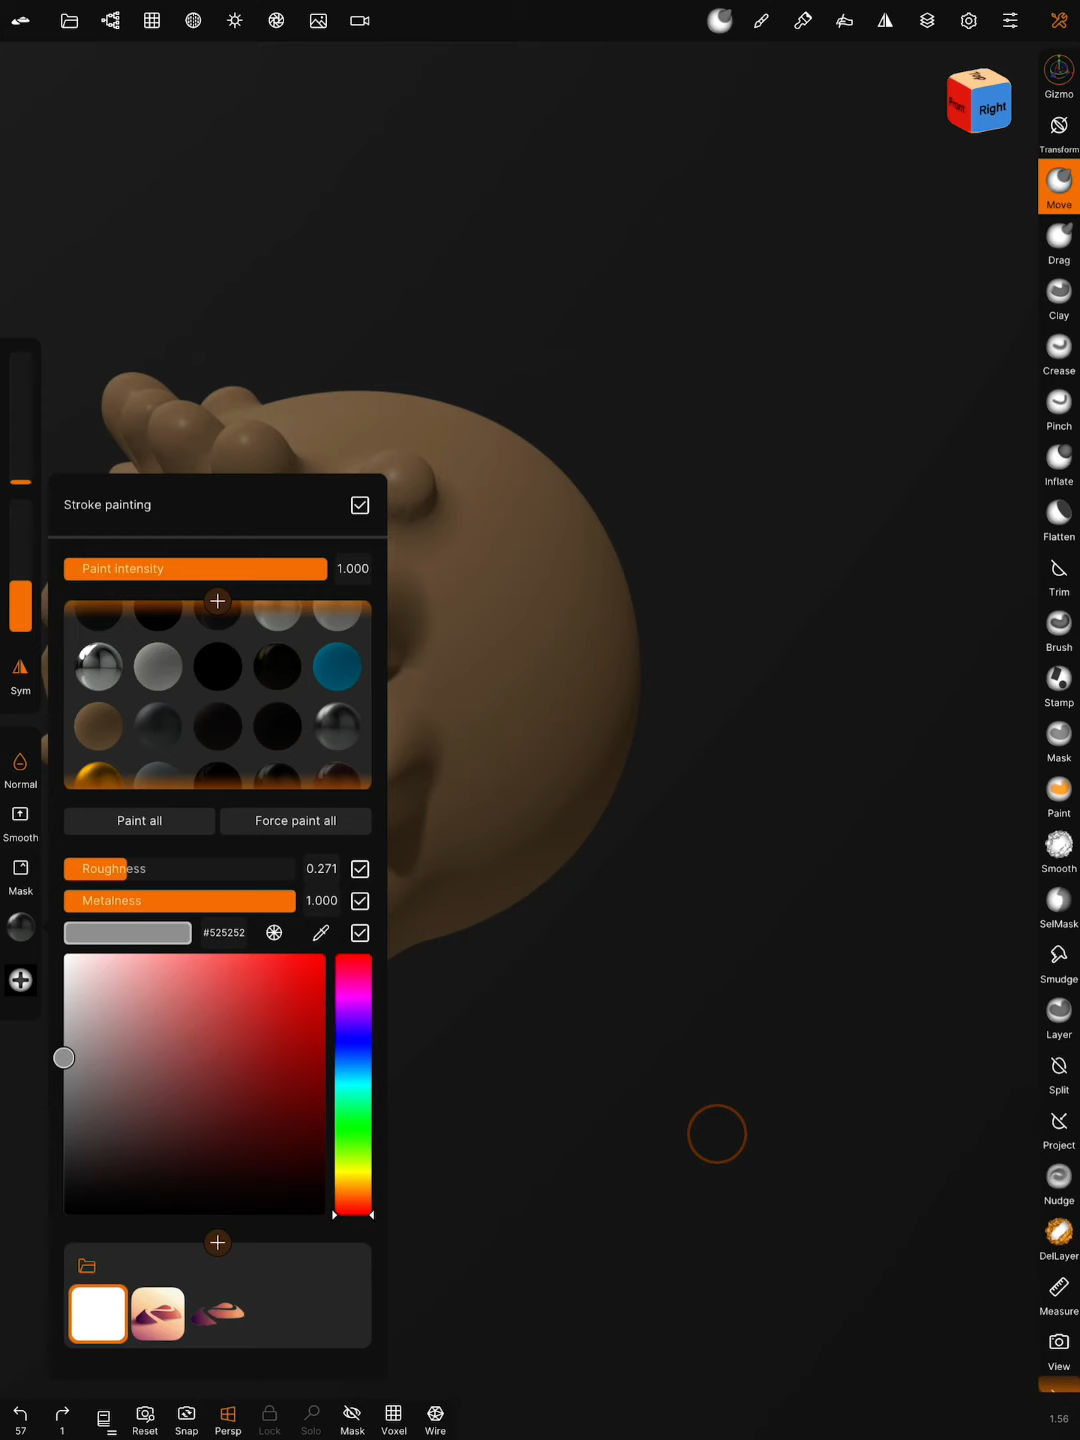 Top
Front
Right
Gizmo
Transform
Move
Drag
Clay
Crease
Pinch
Inflate
Flatten
Trim
Brush
Stamp
Mask
Paint
Smooth
SelMask
Smudge
Layer
Split
Project
Nudge
DelLayer
Measure
View
1.56
Sym
Normal
Smooth
Mask
Stroke painting
Paint intensity
1.000
Paint all
Force paint all
Roughness
0.271
Metalness
1.000
#525252
57
1
Reset
Snap
Persp
Lock
Solo
Mask
Voxel
Wire